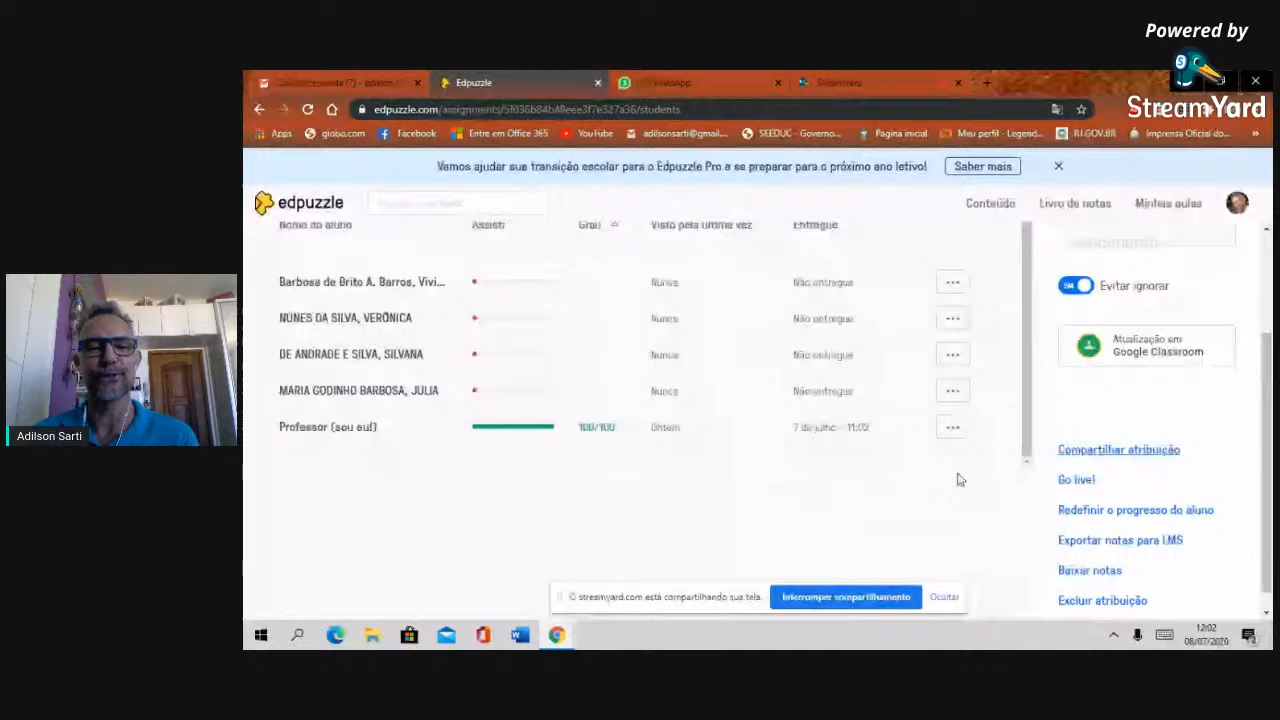 Powered by
StreamYard
Edpuzzle
WhatsApp
StreamYard
edpuzzle.com/assignments/5f036b84b48eee3f7e327a36/students
Apps
globo.com
Facebook
Entre em Office 365
YouTube
adilsonsarti@gmail....
SEEDUC - Governo...
Pagina inicial
Meu perfil - Legend...
RJ.GOV.BR
Imprensa Oficial do...
Vamos ajudar sua transição escolar para o Edpuzzle Pro a se preparar para o próximo ano letivo!
Saber mais
edpuzzle
Conteúdo
Livro de notas
Minhas aulas
Nome do aluno
Assistir
Grau
Visto pela última vez
Entregue
Barbosa de Brito A. Barros, Vivi...
Nunca
Não entregue
NUNES DA SILVA, VERÔNICA
Nunca
Não entregue
DE ANDRADE E SILVA, SILVANA
Nunca
Não entregue
MARIA GODINHO BARBOSA, JULIA
Nunca
Não entregue
Professor (sou eu!)
100/100
Ontem
7 de julho - 11:02
Evitar ignorar
Atualização em
Google Classroom
Compartilhar atribuição
Go live!
Redefinir o progresso do aluno
Exportar notas para LMS
Baixar notas
Excluir atribuição
O streamyard.com está compartilhando sua tela.
Interromper compartilhamento
Ocultar
12:02
08/07/2020
Adilson Sarti